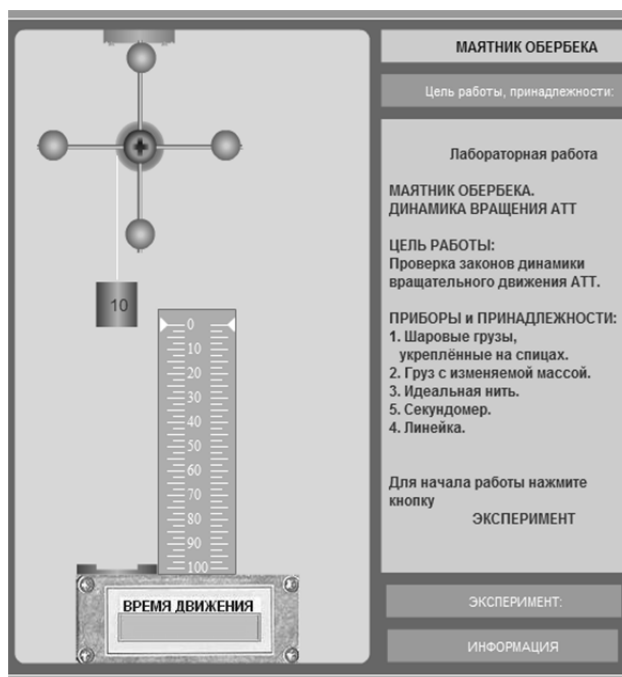 МАЯТНИК ОБЕРБЕКА
Цель работы, принадлежности:
Лабораторная работа
МАЯТНИК ОБЕРБЕКА.
ДИНАМИКА ВРАЩЕНИЯ АТТ
ЦЕЛЬ РАБОТЫ:
Проверка законов динамики
вращательного движения АТТ.
ПРИБОРЫ и ПРИНАДЛЕЖНОСТИ:
1. Шаровые грузы,
укреплённые на спицах.
2. Груз с изменяемой массой.
3. Идеальная нить.
5. Секундомер.
4. Линейка.
Для начала работы нажмите
кнопку
ЭКСПЕРИМЕНТ
ЭКСПЕРИМЕНТ:
ИНФОРМАЦИЯ
10
0
10
20
30
40
50
60
70
80
90
100
ВРЕМЯ ДВИЖЕНИЯ